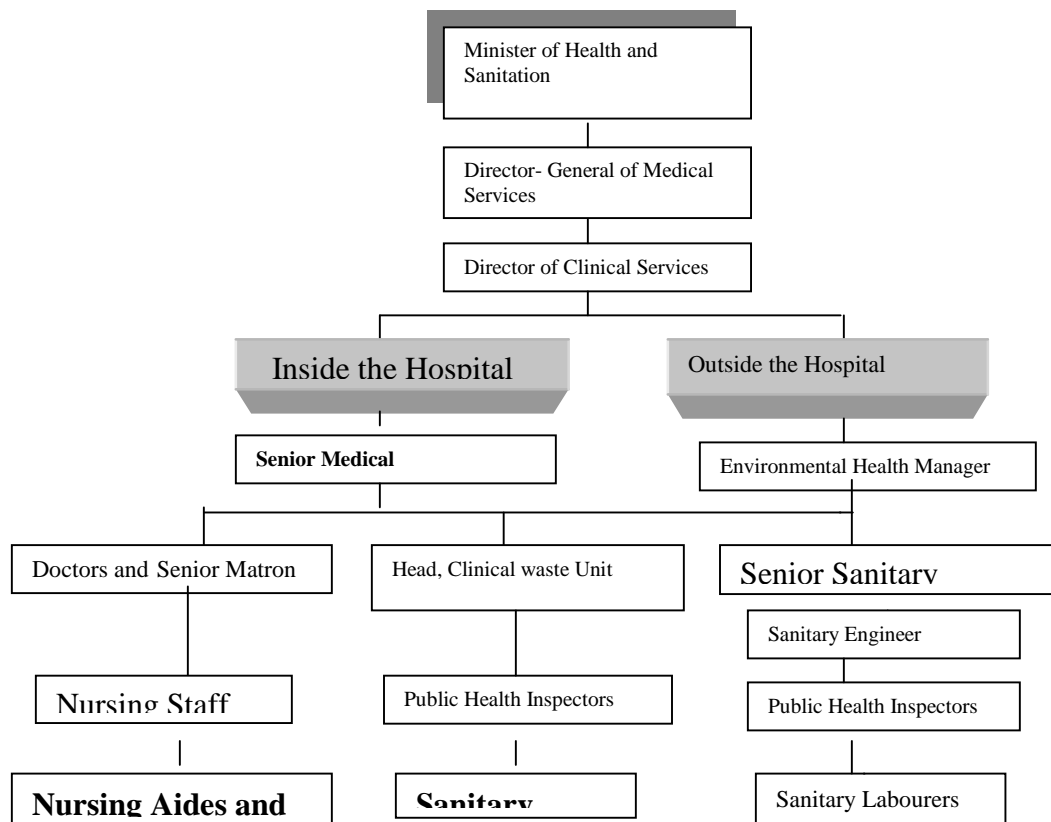 Minister of Health and
Sanitation
Director- General of Medical
Services
Director of Clinical Services
Inside the Hospital
Outside the Hospital
Senior Medical
Environmental Health Manager
Doctors and Senior Matron
Head, Clinical waste Unit
Senior Sanitary
Sanitary Engineer
Nursing Staff
Public Health Inspectors
Public Health Inspectors
Nursing Aides and
Sanitary
Sanitary Labourers